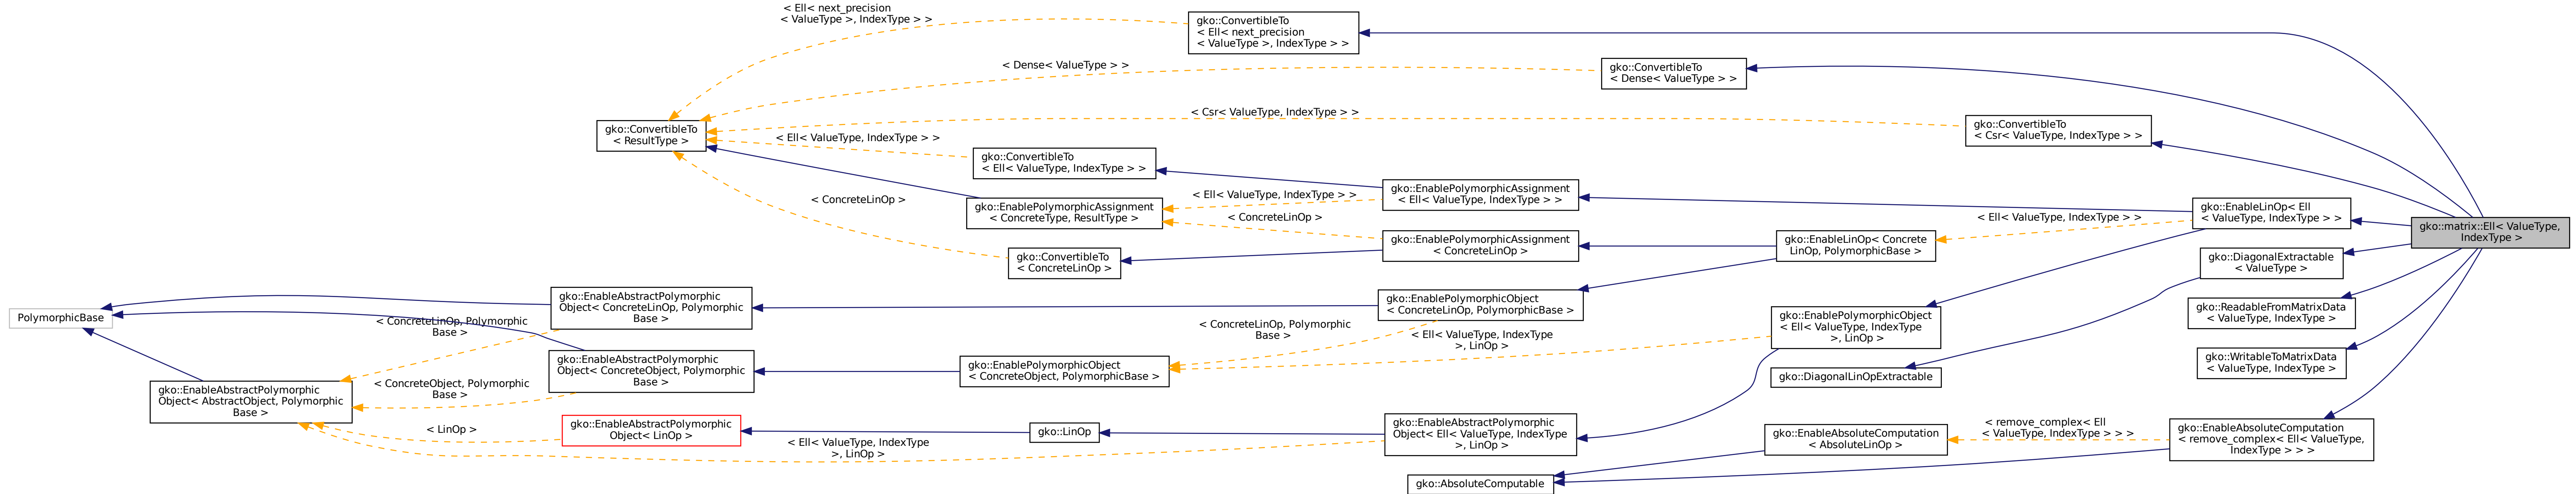 < Ell< next_precision
< ValueType >, IndexType > >
gko::ConvertibleTo
< Ell< next_precision
< ValueType >, IndexType > >
< Dense< ValueType > >
gko::ConvertibleTo
< Dense< ValueType > >
< Csr< ValueType, IndexType > >
gko::ConvertibleTo
< Csr< ValueType, IndexType > >
gko::ConvertibleTo
< ResultType >
< Ell< ValueType, IndexType > >
gko::ConvertibleTo
< Ell< ValueType, IndexType > >
gko::EnablePolymorphicAssignment
< Ell< ValueType, IndexType > >
< Ell< ValueType, IndexType > >
< ConcreteLinOp >
gko::EnablePolymorphicAssignment
< ConcreteType, ResultType >
< ConcreteLinOp >
gko::EnableLinOp< Ell
< ValueType, IndexType > >
< Ell< ValueType, IndexType > >
gko::matrix::Ell< ValueType,
IndexType >
gko::EnablePolymorphicAssignment
< ConcreteLinOp >
gko::EnableLinOp< Concrete
LinOp, PolymorphicBase >
gko::ConvertibleTo
< ConcreteLinOp >
gko::DiagonalExtractable
< ValueType >
gko::EnableAbstractPolymorphic
Object< ConcreteLinOp, Polymorphic
Base >
gko::EnablePolymorphicObject
< ConcreteLinOp, PolymorphicBase >
gko::ReadableFromMatrixData
< ValueType, IndexType >
PolymorphicBase
< ConcreteLinOp, Polymorphic
Base >
< ConcreteLinOp, Polymorphic
Base >
< Ell< ValueType, IndexType
>, LinOp >
gko::EnablePolymorphicObject
< Ell< ValueType, IndexType
>, LinOp >
gko::WritableToMatrixData
< ValueType, IndexType >
gko::EnableAbstractPolymorphic
Object< ConcreteObject, Polymorphic
Base >
gko::EnablePolymorphicObject
< ConcreteObject, PolymorphicBase >
gko::DiagonalLinOpExtractable
gko::EnableAbstractPolymorphic
Object< AbstractObject, Polymorphic
Base >
< ConcreteObject, Polymorphic
Base >
< LinOp >
gko::EnableAbstractPolymorphic
Object< LinOp >
gko::LinOp
gko::EnableAbstractPolymorphic
Object< Ell< ValueType, IndexType
>, LinOp >
< Ell< ValueType, IndexType
>, LinOp >
gko::EnableAbsoluteComputation
< AbsoluteLinOp >
< remove_complex< Ell
< ValueType, IndexType > > >
gko::EnableAbsoluteComputation
< remove_complex< Ell< ValueType,
IndexType > > >
gko::AbsoluteComputable